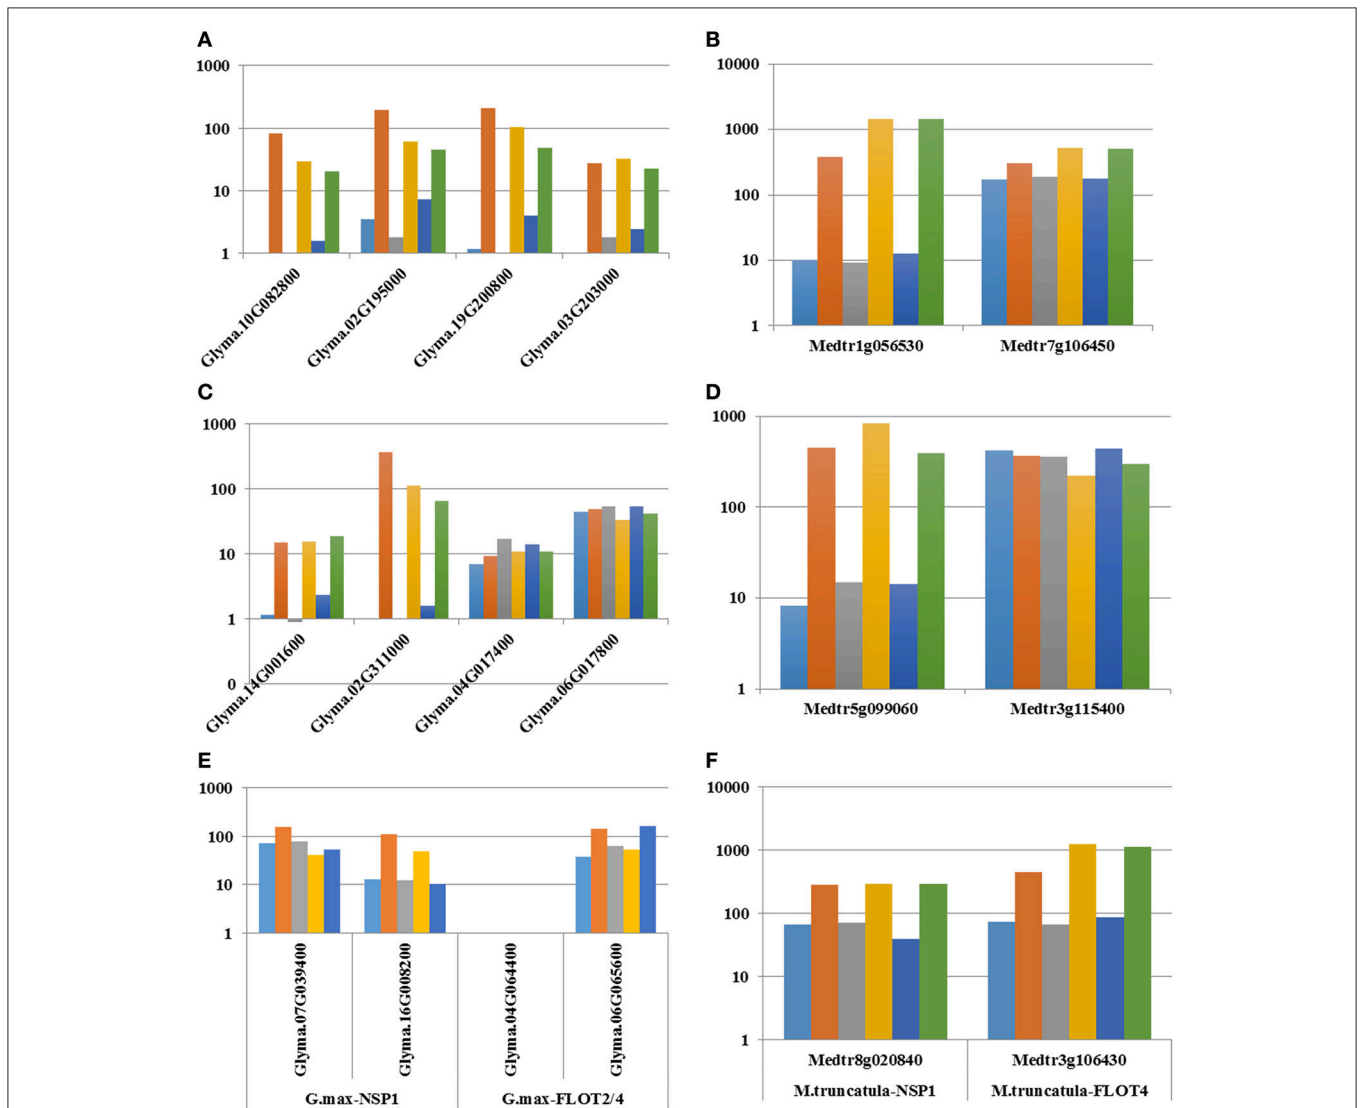 A
1000
100
10
1
Glyma.10G082800
Glyma.02G195000
Glyma.19G200800
Glyma.03G203000
B
10000
1000
100
10
1
Medtr1g056530
Medtr7g106450
C
1000
100
10
1
0
Glyma.14G001600
Glyma.02G311000
Glyma.04G017400
Glyma.06G017800
D
1000
100
10
1
Medtr5g099060
Medtr3g115400
E
1000
100
10
1
Glyma.07G039400
Glyma.16G008200
Glyma.04G064400
Glyma.06G065600
G.max-NSP1
G.max-FLOT2/4
F
10000
1000
100
10
1
Medtr8g020840
Medtr3g106430
M.truncatula-NSP1
M.truncatula-FLOT4